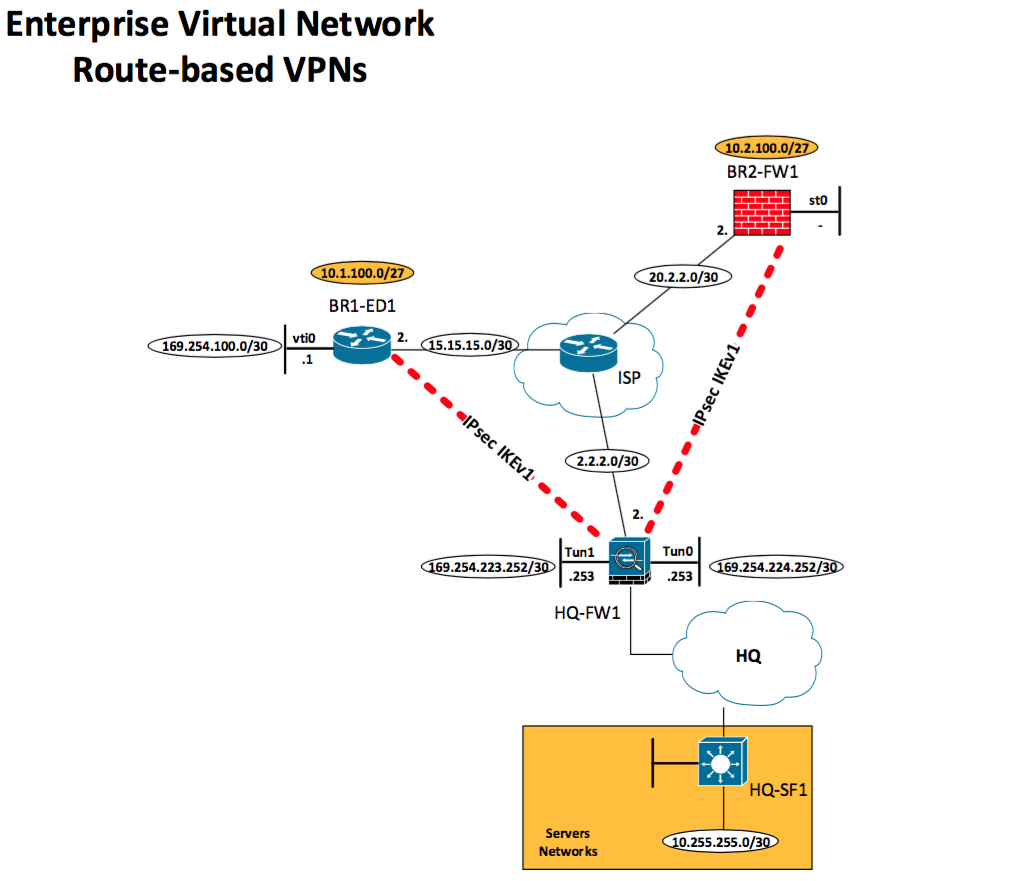 Enterprise Virtual Network
Route-based VPNs
10.2.100.0/27
BR2-FW1
st0
-
2.
20.2.2.0/30
10.1.100.0/27
BR1-ED1
169.254.100.0/30
vti0
.1
2.
15.15.15.0/30
ISP
IPsec IKEv1
IPsec IKEv1
2.2.2.0/30
2.
169.254.223.252/30
Tun1
.253
Tun0
.253
169.254.224.252/30
HQ-FW1
HQ
HQ-SF1
Servers
Networks
10.255.255.0/30